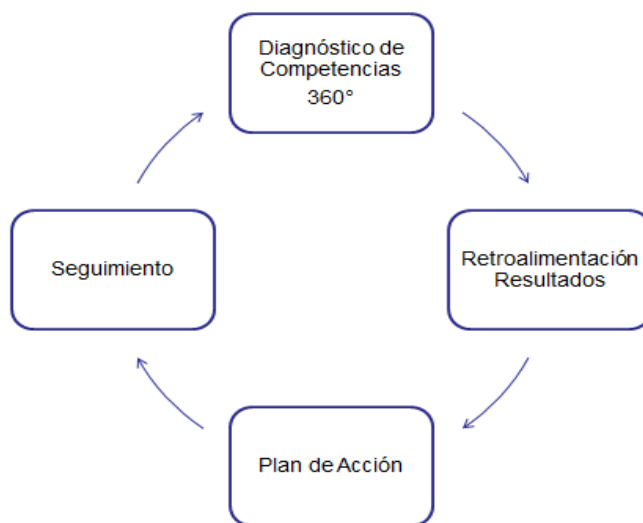 Diagnóstico de
Competencias
360°
Retroalimentación
Resultados
Plan de Acción
Seguimiento